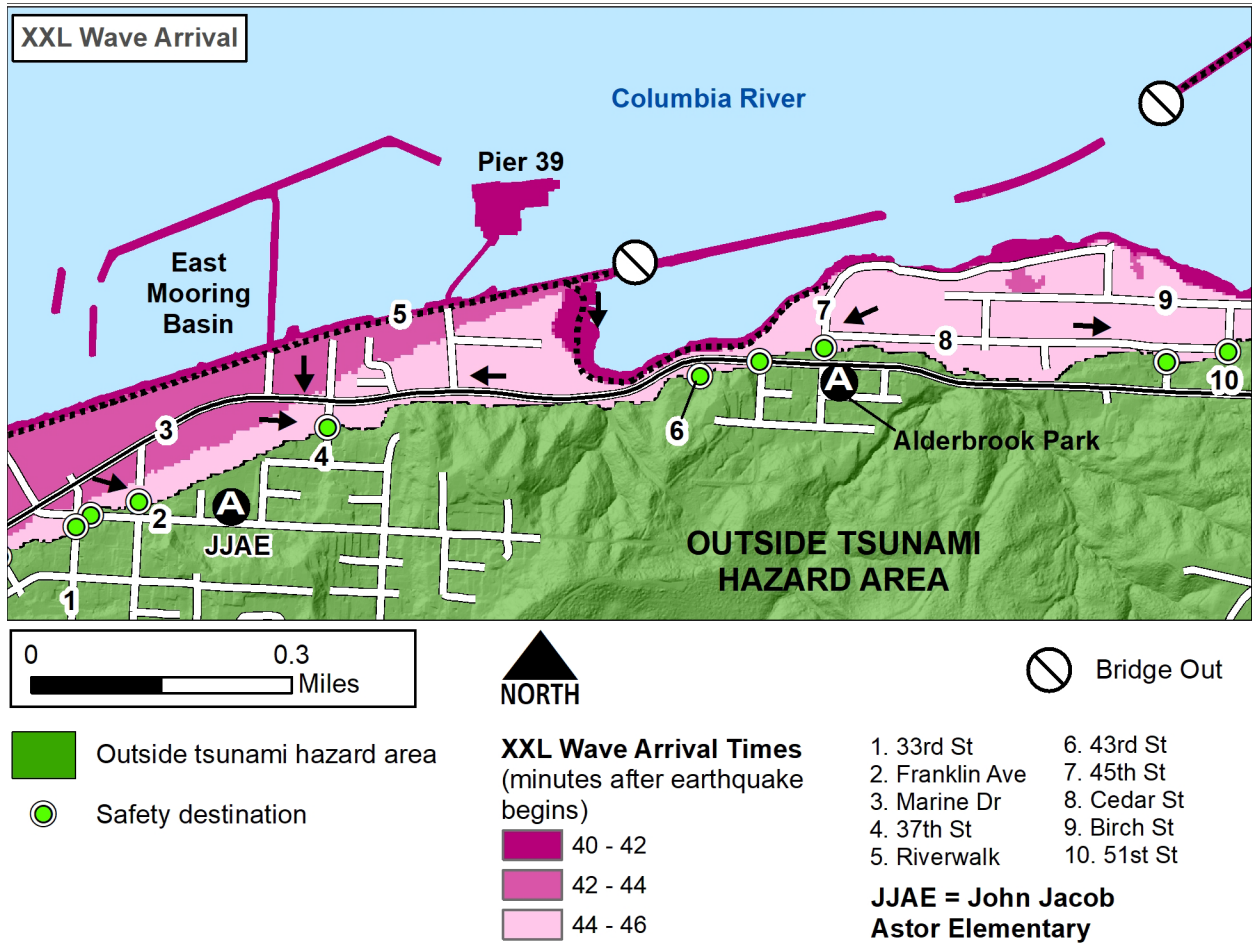 XXL Wave Arrival
Columbia River
Pier 39
East
Mooring
Basin
5
7
9
8
3
10
6
4
A
Alderbrook Park
2
A
JJAE
OUTSIDE TSUNAMI
HAZARD AREA
1
0 0.3
Miles
NORTH
Bridge Out
Outside tsunami hazard area
Safety destination
XXL Wave Arrival Times
(minutes after earthquake
begins)
40 - 42
42 - 44
44 - 46
1. 33rd St
2. Franklin Ave
3. Marine Dr
4. 37th St
5. Riverwalk
6. 43rd St
7. 45th St
8. Cedar St
9. Birch St
10. 51st St
JJAE = John Jacob
Astor Elementary